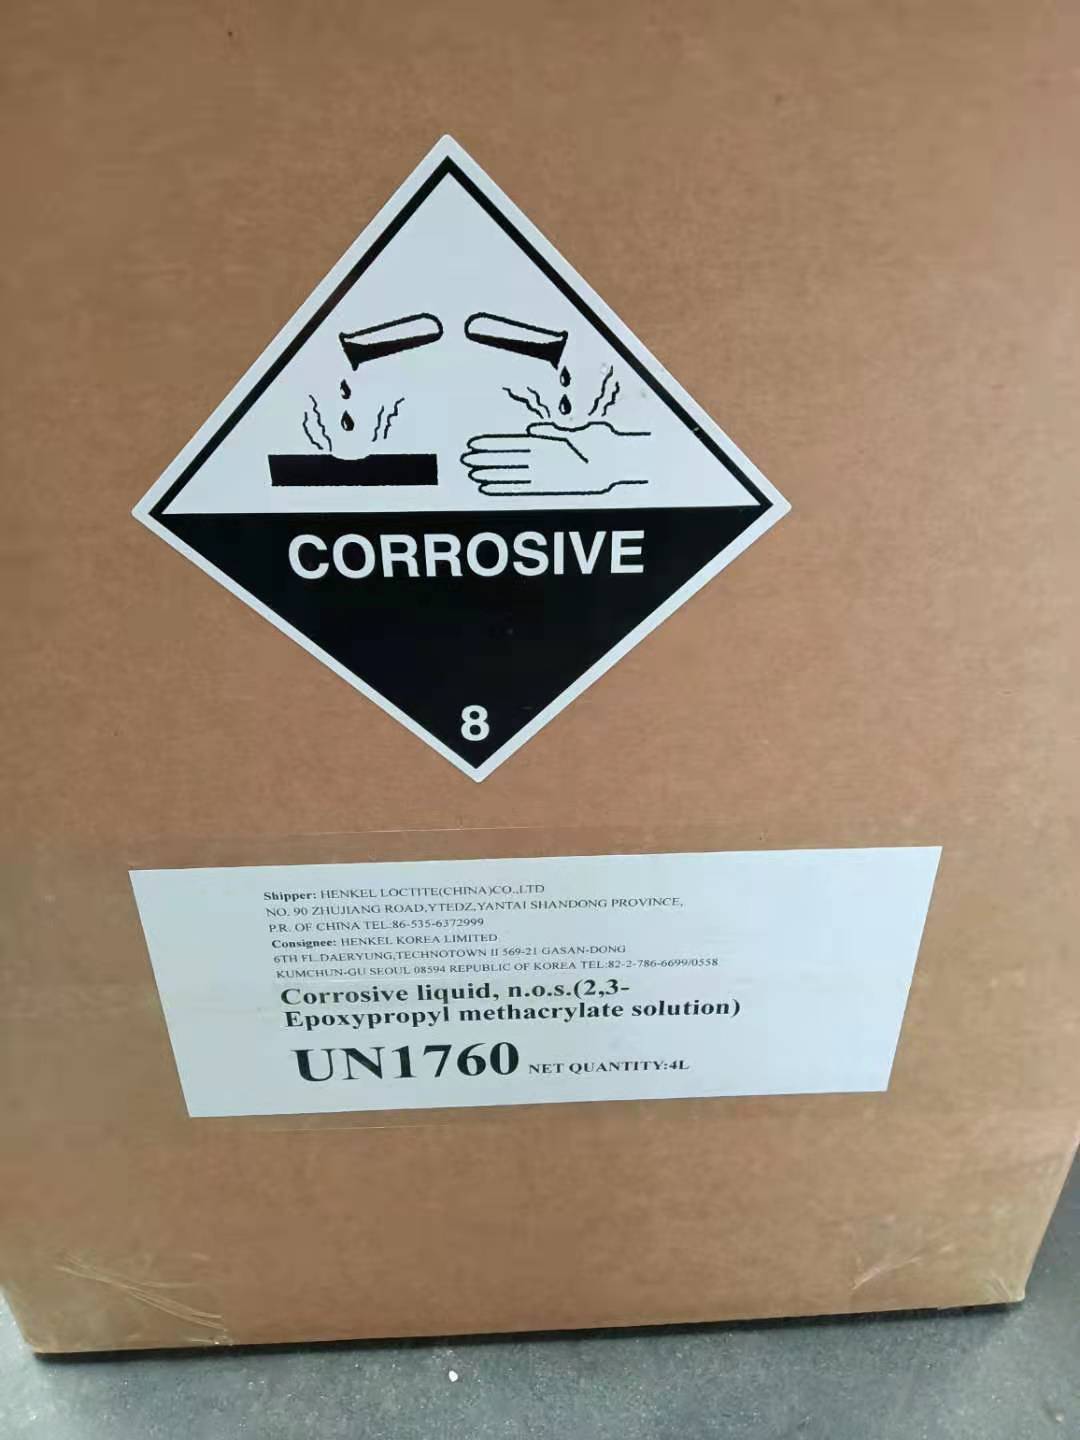 CORROSIVE
8
Shipper: HENKEL LOCTITE(CHINA)CO.,LTD
NO. 90 ZHUJIANG ROAD,YTEDZ,YANTAI SHANDONG PROVINCE,
P.R. OF CHINA TEL:86-535-6372999
Consignee: HENKEL KOREA LIMITED
6TH FL.DAERYUNG,TECHNOTOWN II 569-21 GASAN-DONG
KUMCHUN-GU SEOUL 08594 REPUBLIC OF KOREA TEL:82-2-786-6699/0558
Corrosive liquid, n.o.s.(2,3-
Epoxypropyl methacrylate solution)
UN1760 NET QUANTITY:4L